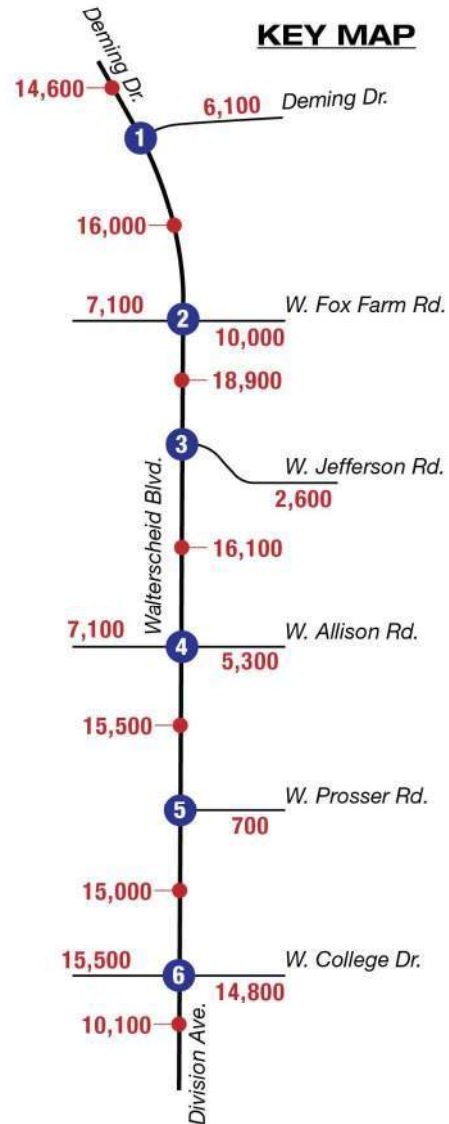 KEY MAP
Deming Dr.
14,600
6,100
Deming Dr.
1
16,000
7,100
W. Fox Farm Rd.
2
10,000
18,900
3
W. Jefferson Rd.
2,600
Walterscheid Blvd.
16,100
7,100
W. Allison Rd.
4
5,300
15,500
W. Prosser Rd.
5
700
15,000
15,500
W. College Dr.
6
14,800
10,100
Division Ave.